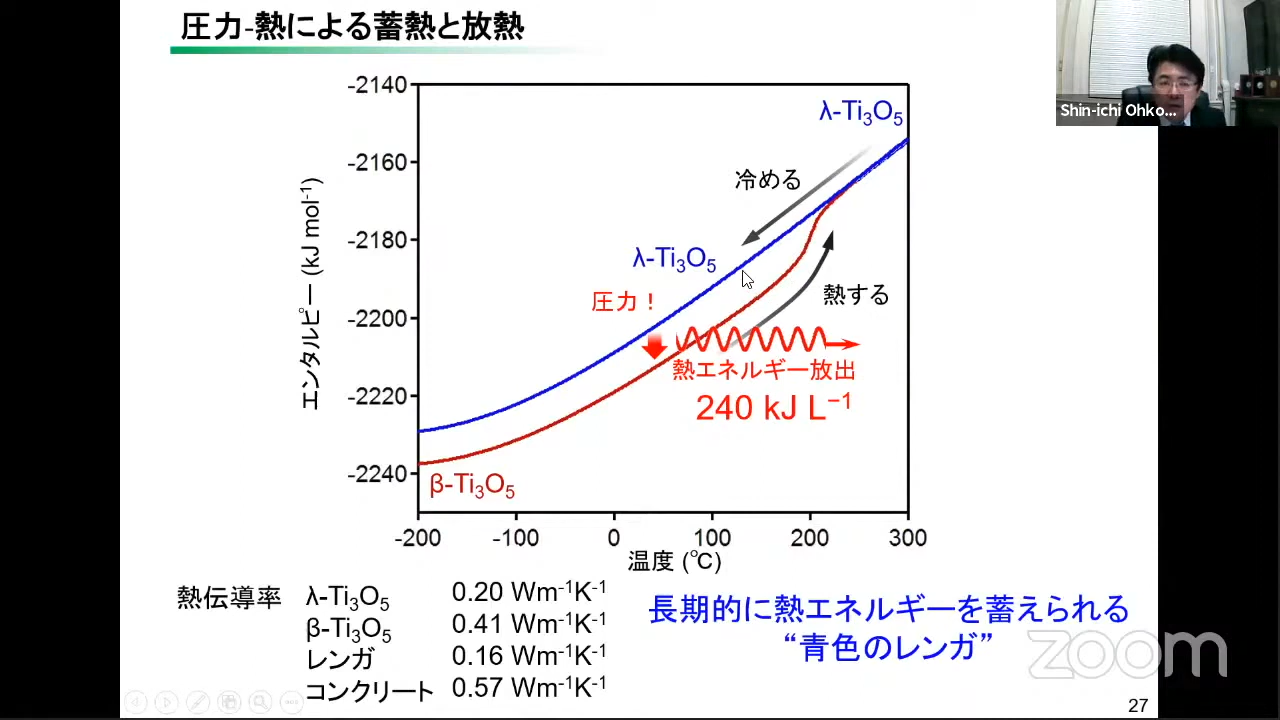 圧力-熱による蓄熱と放熱
Shin-ichi Ohko...
-2140
-2160
-2180
-2200
-2220
-2240
エンタルピー (kJ mol⁻¹)
λ-Ti₃O₅
冷める
λ-Ti₃O₅
圧力！
熱する
熱エネルギー放出
240 kJ L⁻¹
β-Ti₃O₅
-200 -100 0 100 200 300
温度 (℃)
熱伝導率 λ-Ti₃O₅ 0.20 Wm⁻¹K⁻¹
β-Ti₃O₅ 0.41 Wm⁻¹K⁻¹
レンガ 0.16 Wm⁻¹K⁻¹
コンクリート 0.57 Wm⁻¹K⁻¹
長期的に熱エネルギーを蓄えられる
“青色のレンガ”
zoom
27